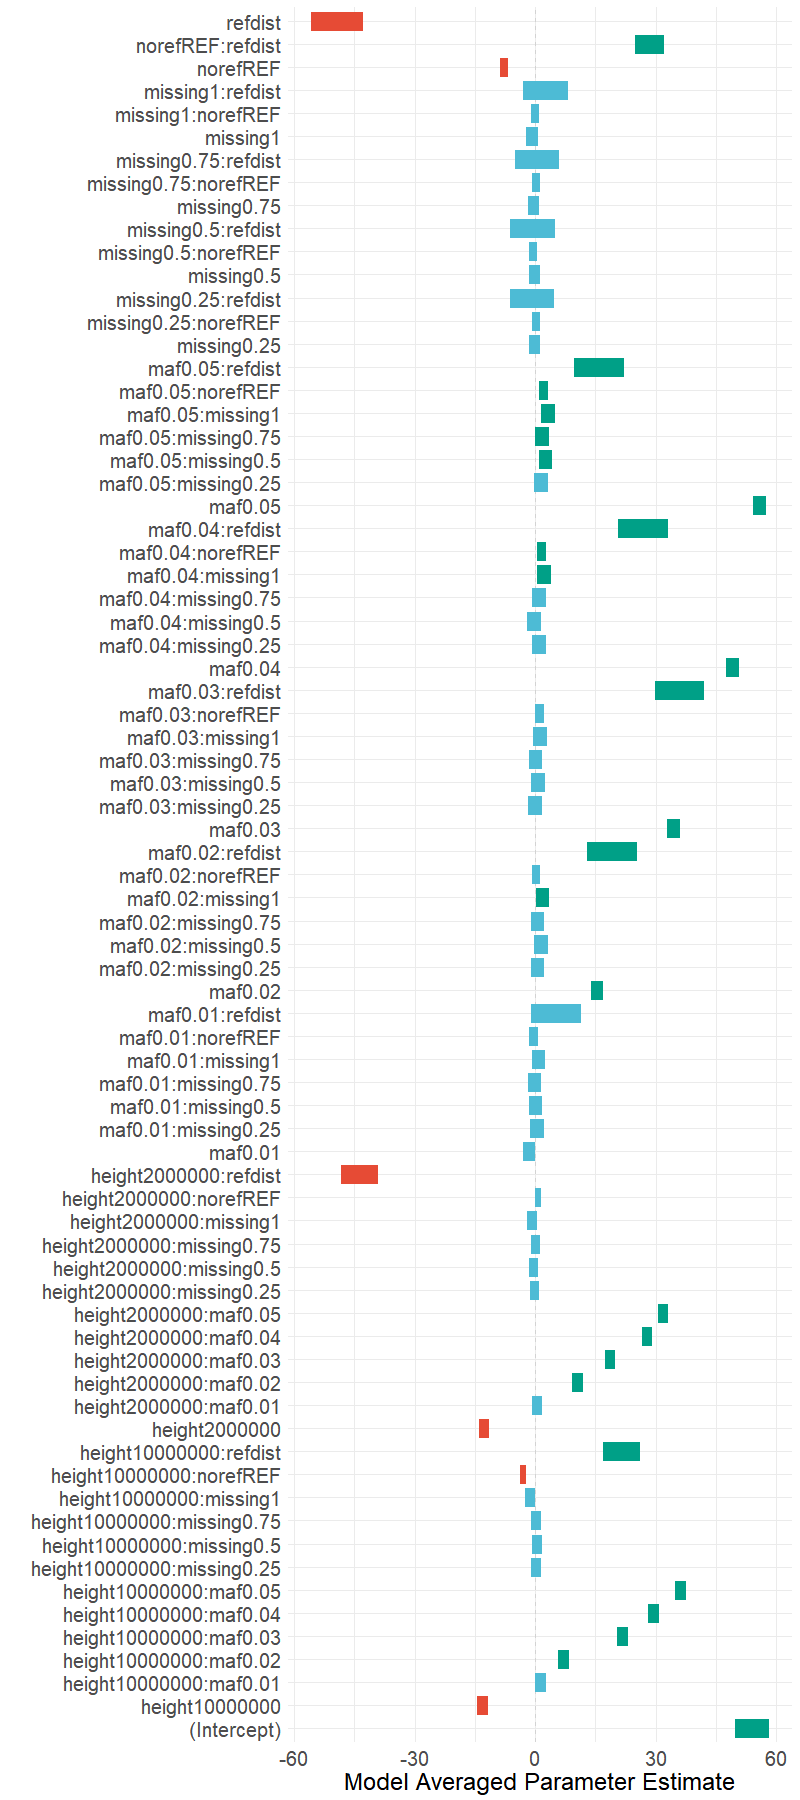 refdist
norefREF:refdist
norefREF
missing1:refdist
missing1:norefREF
missing1
missing0.75:refdist
missing0.75:norefREF
missing0.75
missing0.5:refdist
missing0.5:norefREF
missing0.5
missing0.25:refdist
missing0.25:norefREF
missing0.25
maf0.05:refdist
maf0.05:norefREF
maf0.05:missing1
maf0.05:missing0.75
maf0.05:missing0.5
maf0.05:missing0.25
maf0.05
maf0.04:refdist
maf0.04:norefREF
maf0.04:missing1
maf0.04:missing0.75
maf0.04:missing0.5
maf0.04:missing0.25
maf0.04
maf0.03:refdist
maf0.03:norefREF
maf0.03:missing1
maf0.03:missing0.75
maf0.03:missing0.5
maf0.03:missing0.25
maf0.03
maf0.02:refdist
maf0.02:norefREF
maf0.02:missing1
maf0.02:missing0.75
maf0.02:missing0.5
maf0.02:missing0.25
maf0.02
maf0.01:refdist
maf0.01:norefREF
maf0.01:missing1
maf0.01:missing0.75
maf0.01:missing0.5
maf0.01:missing0.25
maf0.01
height2000000:refdist
height2000000:norefREF
height2000000:missing1
height2000000:missing0.75
height2000000:missing0.5
height2000000:missing0.25
height2000000:maf0.05
height2000000:maf0.04
height2000000:maf0.03
height2000000:maf0.02
height2000000:maf0.01
height2000000
height10000000:refdist
height10000000:norefREF
height10000000:missing1
height10000000:missing0.75
height10000000:missing0.5
height10000000:missing0.25
height10000000:maf0.05
height10000000:maf0.04
height10000000:maf0.03
height10000000:maf0.02
height10000000:maf0.01
height10000000
(Intercept)
-60 -30 0 30 60
Model Averaged Parameter Estimate